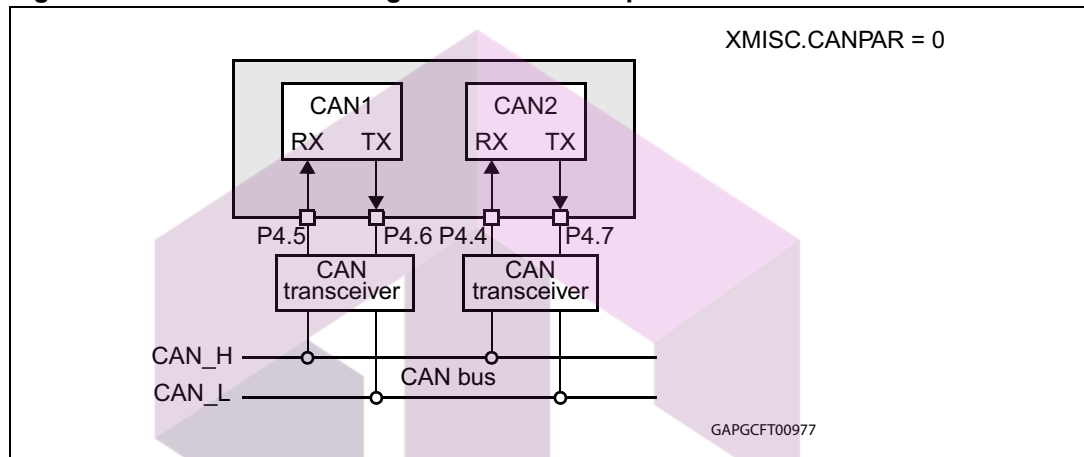 XMISC.CANPAR = 0
CAN1 CAN2
RX TX RX TX
P4.5 P4.6 P4.4 P4.7
CAN CAN
transceiver transceiver
CAN_H
CAN bus
CAN_L
GAPGCFT00977